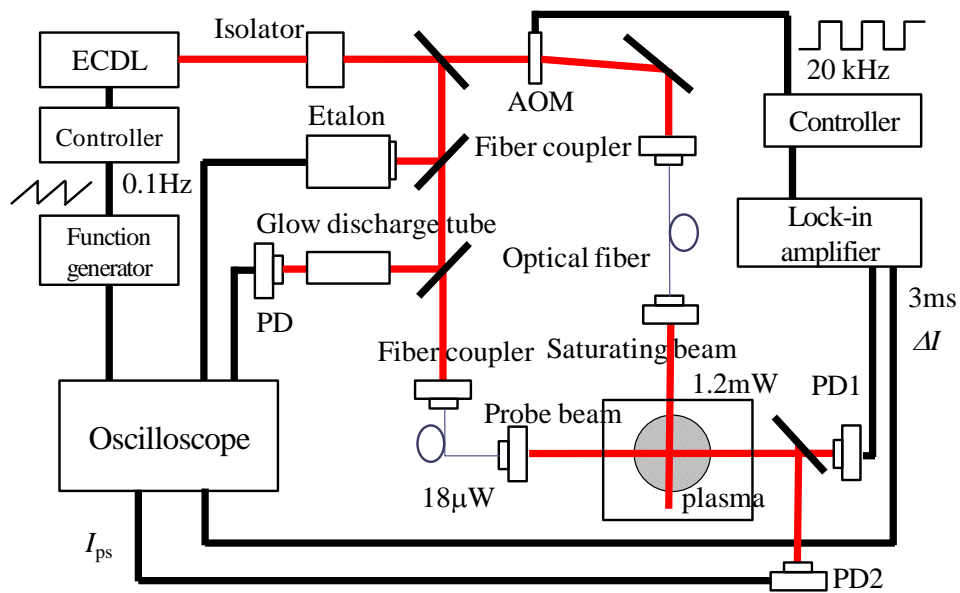 Isolator
ECDL
AOM
20 kHz
Etalon
Controller
Fiber coupler
Controller
0.1Hz
Glow discharge tube
Function
generator
Lock-in
amplifier
Optical fiber
PD
3ms
ΔI
Fiber coupler
Saturating beam
1.2mW
PD1
Probe beam
Oscilloscope
18μW
plasma
Ips
PD2